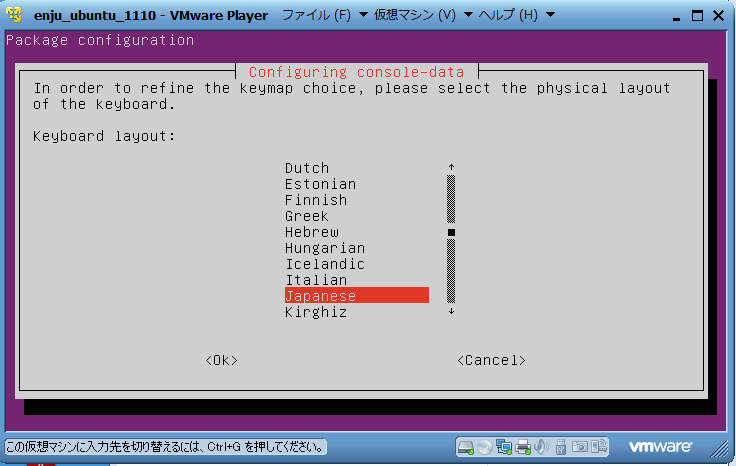 enju_ubuntu_1110 - VMware Player ファイル (F) 仮想マシン (V) ヘルプ (H)
Package configuration
Configuring console-data
In order to refine the keymap choice, please select the physical layout
of the keyboard.
Keyboard layout:
Dutch
Estonian
Finnish
Greek
Hebrew
Hungarian
Icelandic
Italian
Japanese
Kirghiz
<Ok> <Cancel>
この仮想マシンに入力先を切り替えるには、Ctrl+G を押してください。 vmware